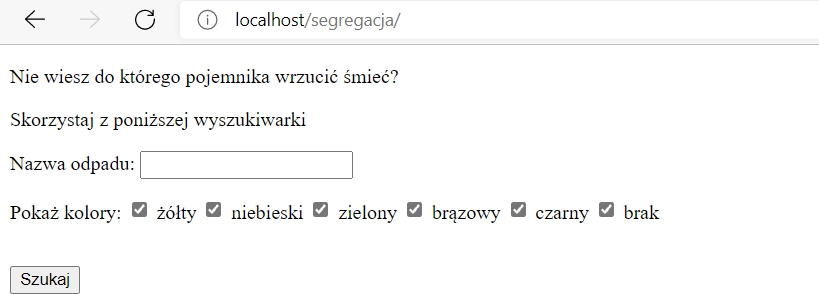 localhost/segregacja/
Nie wiesz do którego pojemnika wrzucić śmieć?
Skorzystaj z poniższej wyszukiwarki
Nazwa odpadu:
Pokaż kolory: żółty niebieski zielony brązowy czarny brak
Szukaj